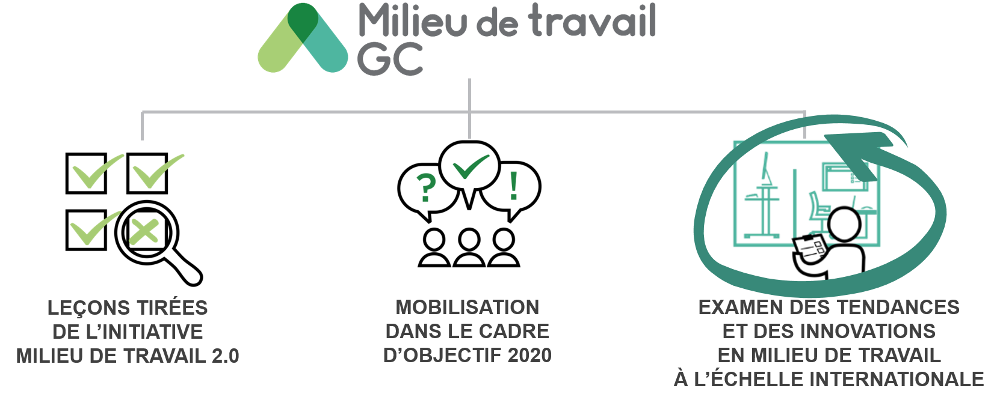 Milieu de travail
GC
? ✓ !
LEÇONS TIRÉES
DE L’INITIATIVE
MILIEU DE TRAVAIL 2.0
MOBILISATION
DANS LE CADRE
D’OBJECTIF 2020
EXAMEN DES TENDANCES
ET DES INNOVATIONS
EN MILIEU DE TRAVAIL
À L’ÉCHELLE INTERNATIONALE